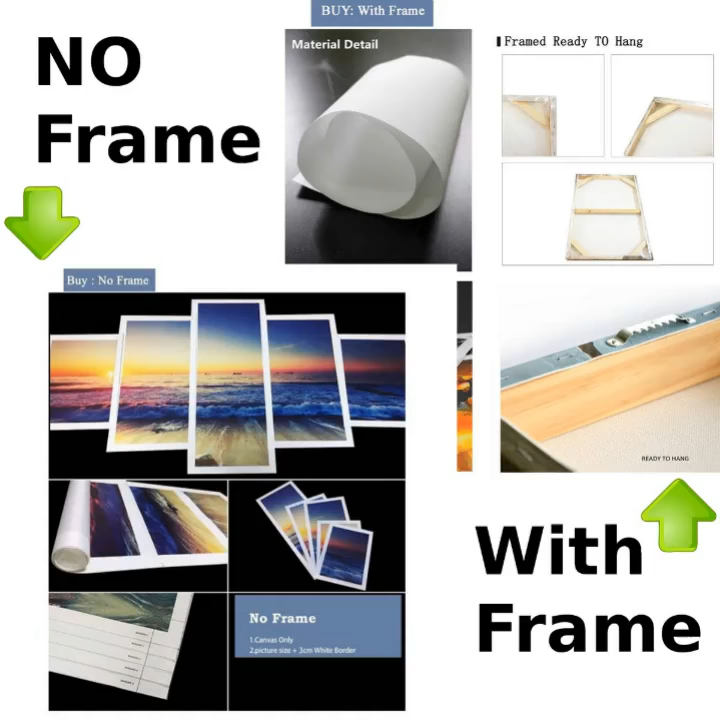 BUY: With Frame
NO
Frame
Material Detail
Framed Ready TO Hang
Buy : No Frame
READY TO HANG
With
Frame
No Frame
1.Canvas Only
2.picture size + 3cm White Border